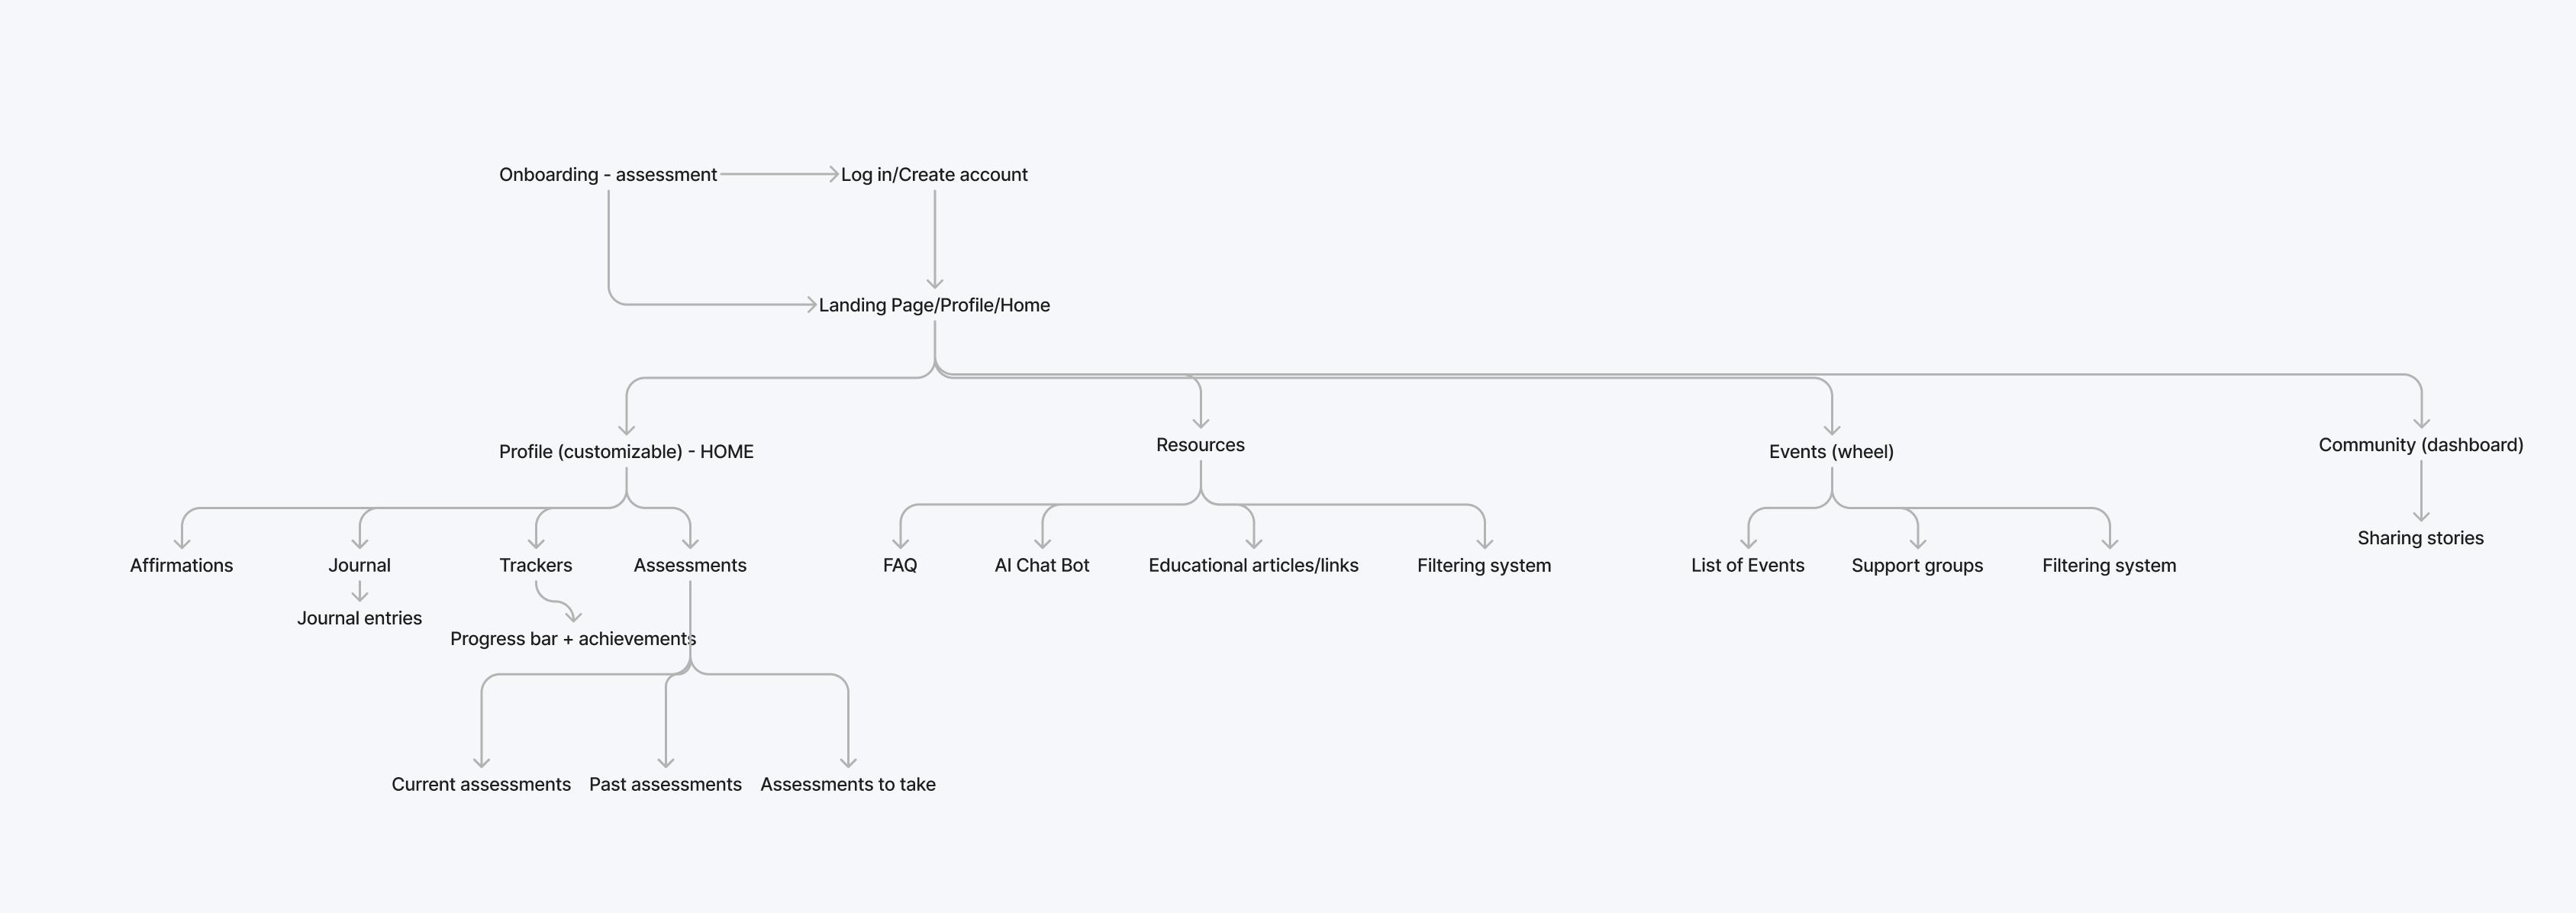 Onboarding - assessment
Log in/Create account
Landing Page/Profile/Home
Profile (customizable) - HOME
Resources
Events (wheel)
Community (dashboard)
Sharing stories
Affirmations
Journal
Trackers
Assessments
FAQ
AI Chat Bot
Educational articles/links
Filtering system
List of Events
Support groups
Filtering system
Journal entries
Progress bar + achievements
Current assessments
Past assessments
Assessments to take